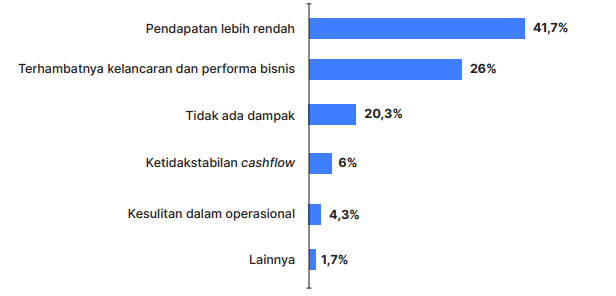 Pendapatan lebih rendah 41,7%
Terhambatnya kelancaran dan performa bisnis 26%
Tidak ada dampak 20,3%
Ketidakstabilan cashflow 6%
Kesulitan dalam operasional 4,3%
Lainnya 1,7%